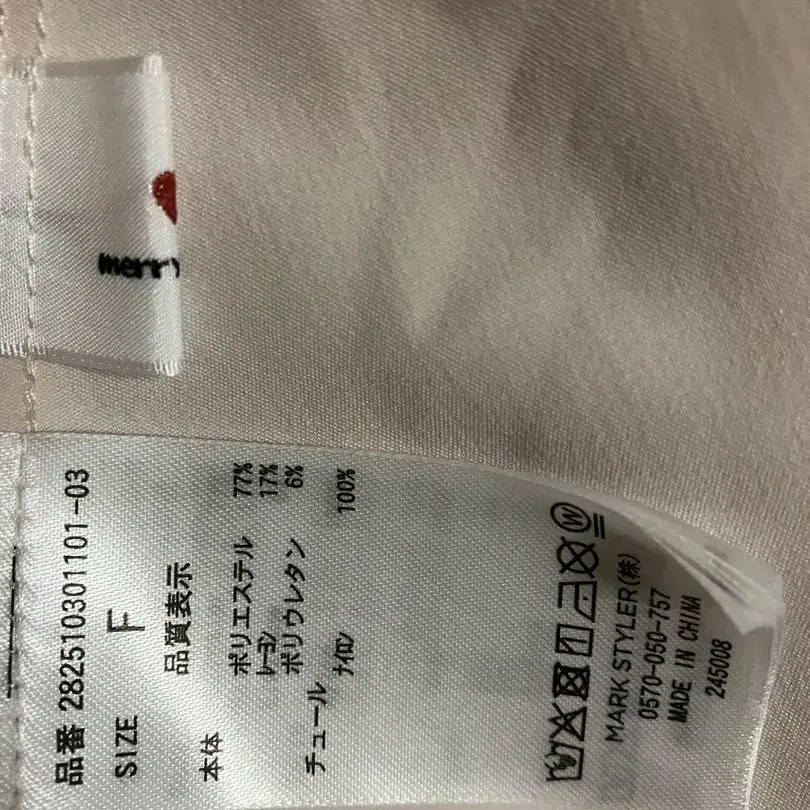 merry
品番 282510301101-03
SIZE F
品質表示
本体
ポリエステル 77%
レーヨン 17%
ポリウレタン 6%
チュール
ナイロン 100%
W
MARK STYLER(株)
0570-050-757
MADE IN CHINA
245008